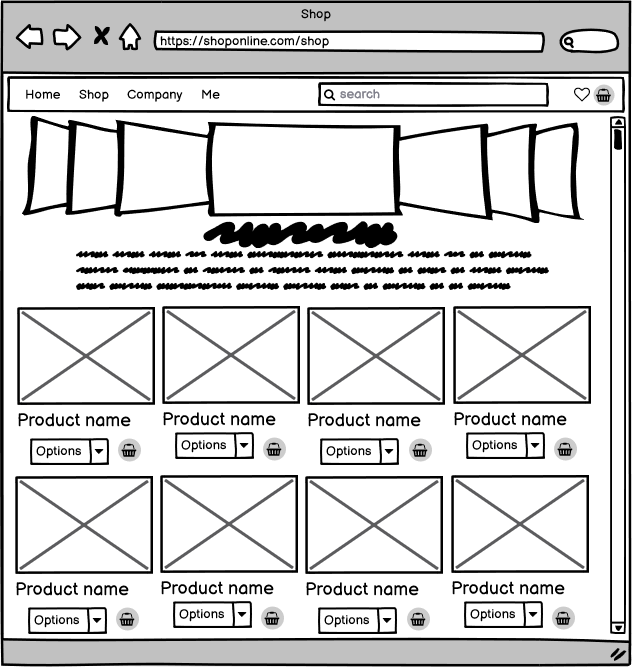 Shop
https://shoponline.com/shop
Home Shop Company Me search
Product name Product name Product name Product name
Options Options Options Options
Product name Product name Product name Product name
Options Options Options Options